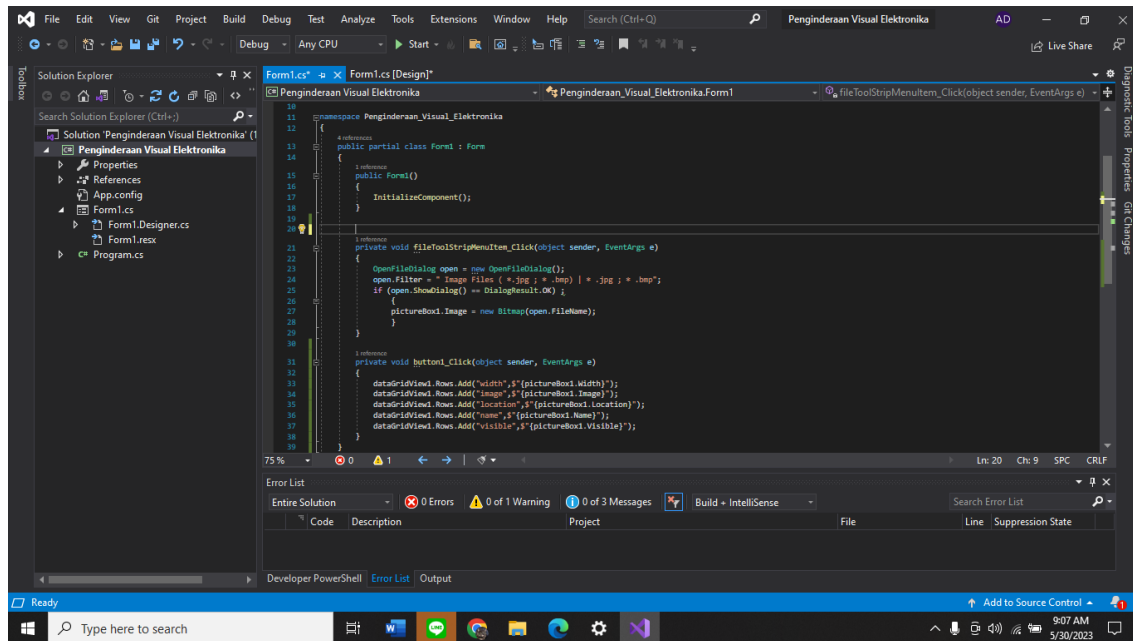 File Edit View Git Project Build Debug Test Analyze Tools Extensions Window Help Search (Ctrl+Q) Penginderaan Visual Elektronika AD
Debug Any CPU Start Live Share
Toolbox
Solution Explorer
Search Solution Explorer (Ctrl+;)
Solution 'Penginderaan Visual Elektronika' (1
Penginderaan Visual Elektronika
Properties
References
App.config
Form1.cs
Form1.Designer.cs
Form1.resx
C# Program.cs
Form1.cs* Form1.cs [Design]*
Penginderaan Visual Elektronika Penginderaan_Visual_Elektronika.Form1 fileToolStripMenuItem_Click(object sender, EventArgs e)
10
11 namespace Penginderaan_Visual_Elektronika
12 {
4 references
13 public partial class Form1 : Form
14 {
1 reference
15 public Form1()
16 {
17 InitializeComponent();
18 }
19
20
1 reference
21 private void fileToolStripMenuItem_Click(object sender, EventArgs e)
22 {
23 OpenFileDialog open = new OpenFileDialog();
24 open.Filter = " Image Files ( *.jpg ; * .bmp) | * .jpg ; * .bmp";
25 if (open.ShowDialog() == DialogResult.OK) ;
26 {
27 pictureBox1.Image = new Bitmap(open.FileName);
28 }
29 }
30
1 reference
31 private void button1_Click(object sender, EventArgs e)
32 {
33 dataGridView1.Rows.Add("width",$"{pictureBox1.Width}");
34 dataGridView1.Rows.Add("image",$"{pictureBox1.Image}");
35 dataGridView1.Rows.Add("location",$"{pictureBox1.Location}");
36 dataGridView1.Rows.Add("name",$"{pictureBox1.Name}");
37 dataGridView1.Rows.Add("visible",$"{pictureBox1.Visible}");
38 }
39 }
75 % 0 1 Ln: 20 Ch: 9 SPC CRLF
Error List
Entire Solution 0 Errors 0 of 1 Warning 0 of 3 Messages Build + IntelliSense Search Error List
Code Description Project File Line Suppression State
Developer PowerShell Error List Output
Diagnostic Tools
Properties
Git Changes
Ready Add to Source Control 1
Type here to search W LINE 9:07 AM
5/30/2023